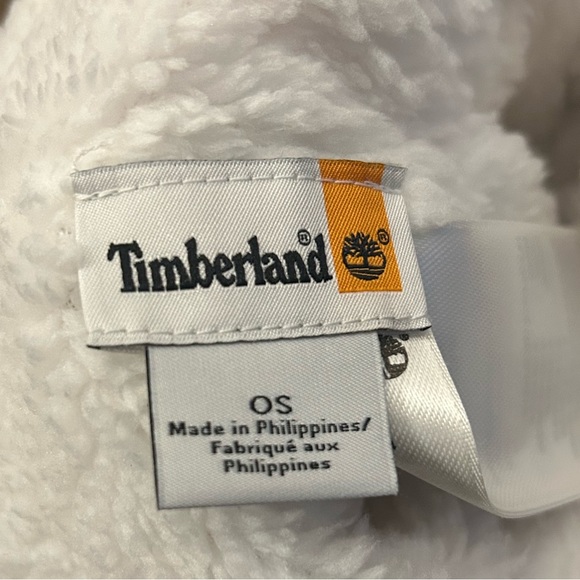 Timberland®
®
OS
Made in Philippines/
Fabriqué aux
Philippines